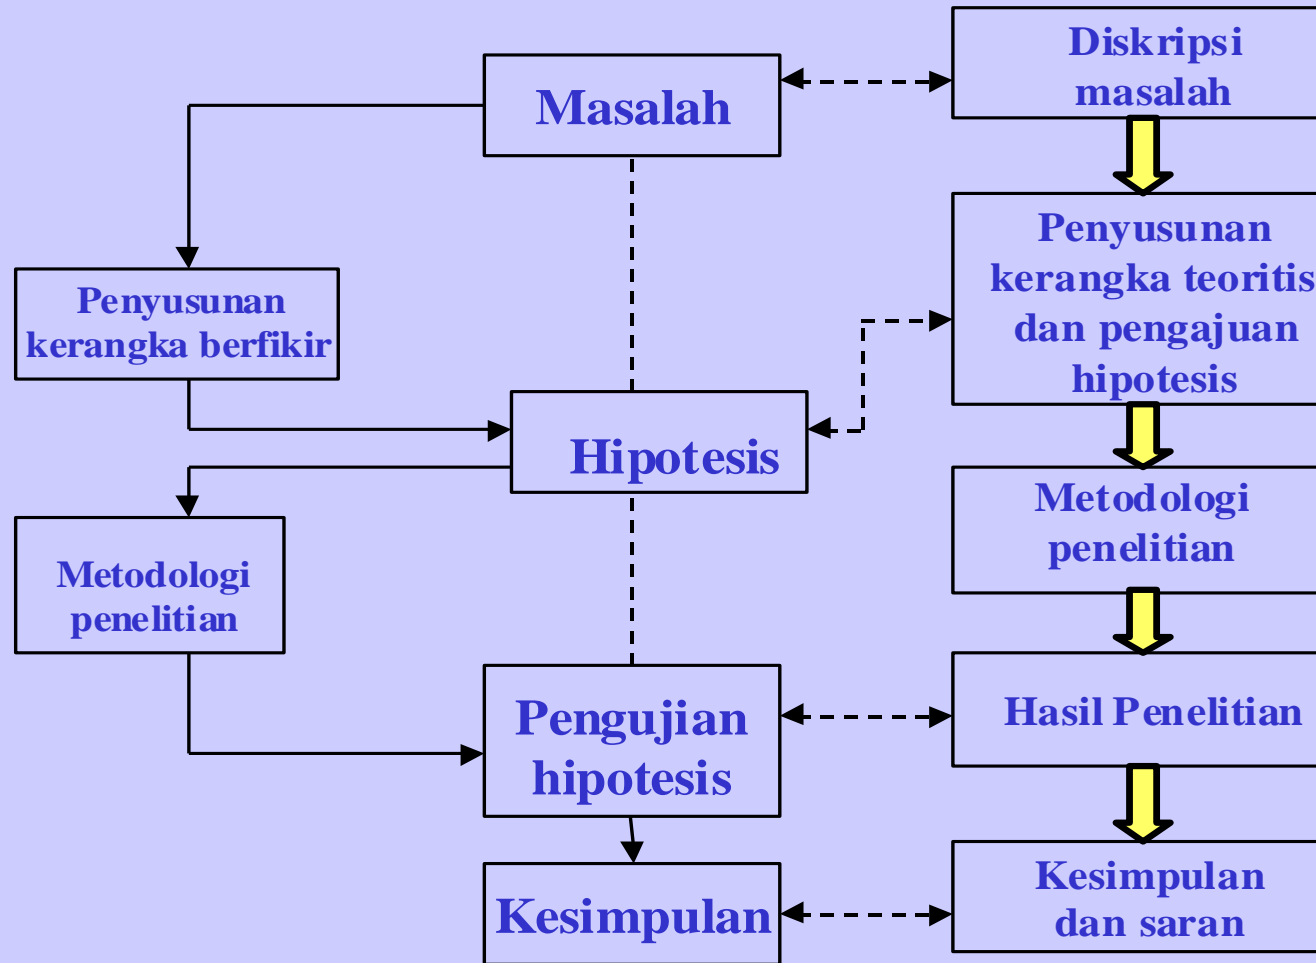 Diskripsi
masalah
Masalah
Penyusunan
kerangka teoritis
dan pengajuan
hipotesis
Penyusunan
kerangka berfikir
Hipotesis
Metodologi
penelitian
Metodologi
penelitian
Pengujian
hipotesis
Hasil Penelitian
Kesimpulan
dan saran
Kesimpulan